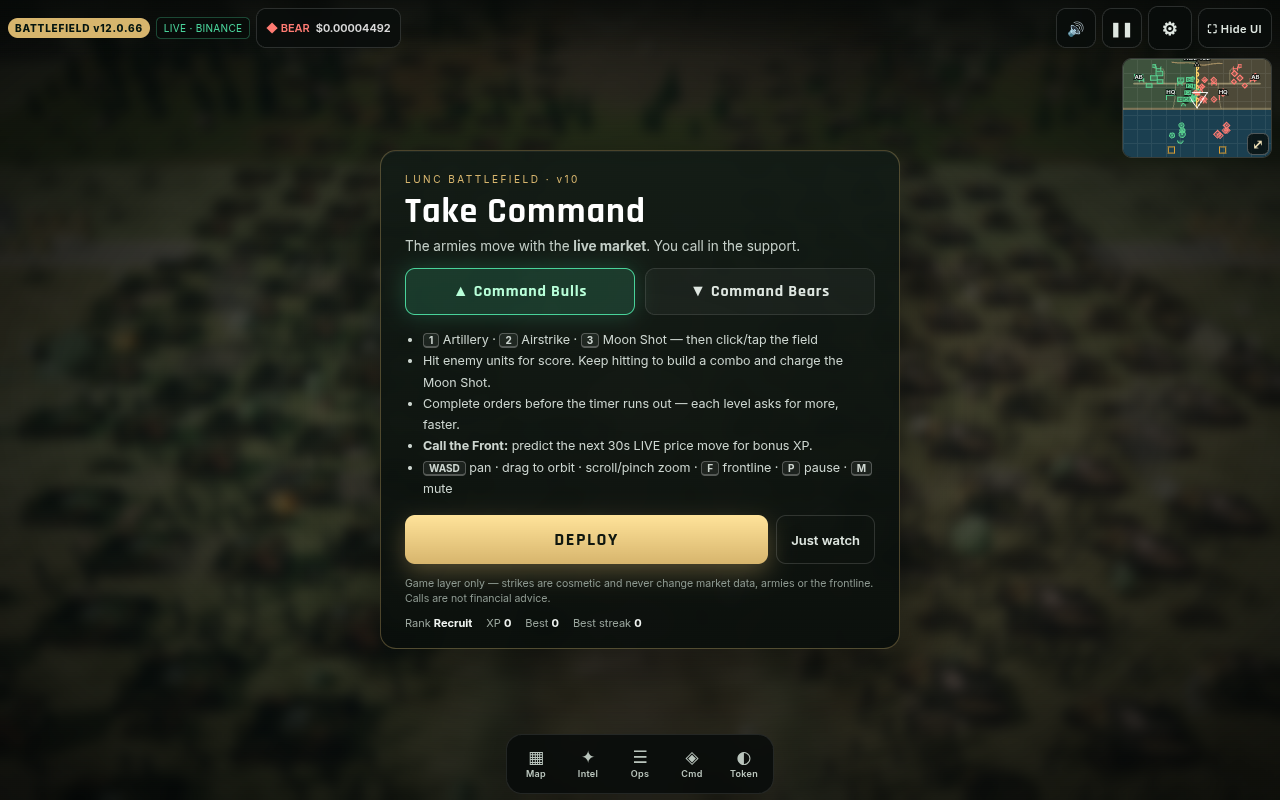 BATTLEFIELD v12.0.66
LIVE · BINANCE
◆ BEAR $0.00004492
Hide UI
AB
AB
HQ
HQ
LUNC BATTLEFIELD · v10
Take Command
The armies move with the live market. You call in the support.
▲ Command Bulls
▼ Command Bears
• 1 Artillery · 2 Airstrike · 3 Moon Shot — then click/tap the field
• Hit enemy units for score. Keep hitting to build a combo and charge the
Moon Shot.
• Complete orders before the timer runs out — each level asks for more,
faster.
• Call the Front: predict the next 30s LIVE price move for bonus XP.
• WASD pan · drag to orbit · scroll/pinch zoom · F frontline · P pause · M
mute
DEPLOY
Just watch
Game layer only — strikes are cosmetic and never change market data, armies or the frontline.
Calls are not financial advice.
Rank Recruit XP 0 Best 0 Best streak 0
Map
Intel
Ops
Cmd
Token